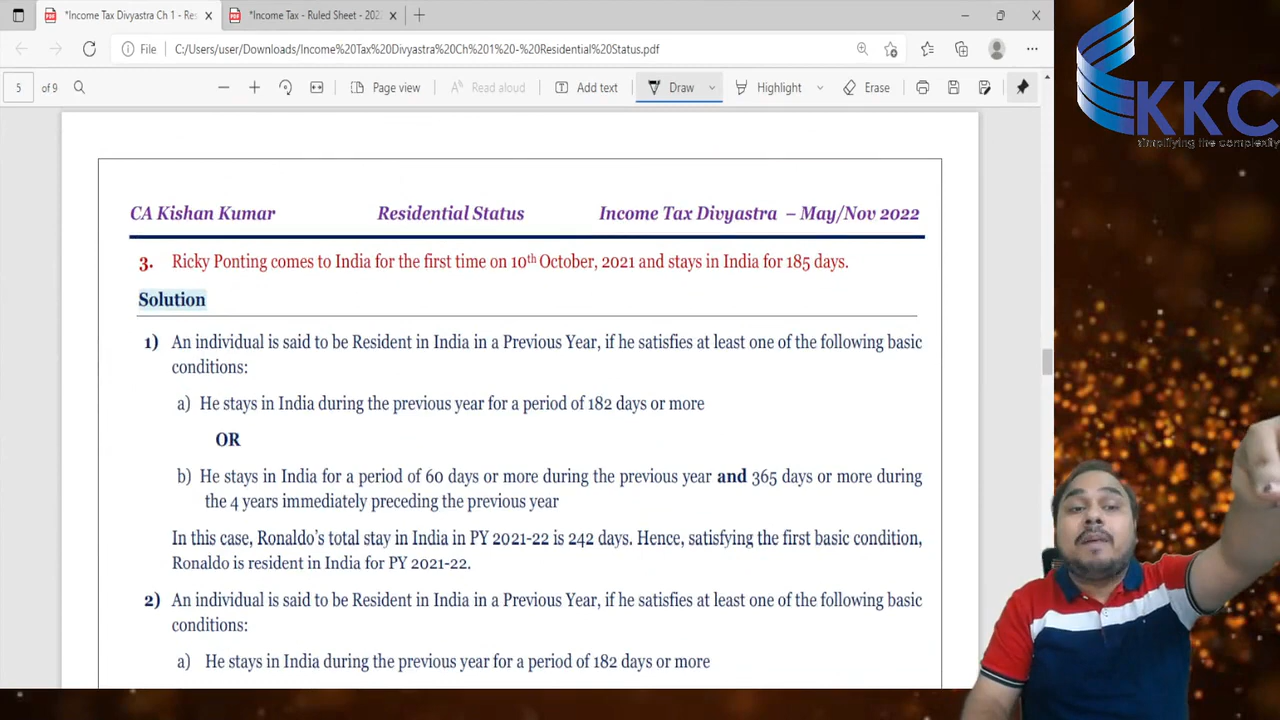 *Income Tax Divyastra Ch 1 - Res
*Income Tax - Ruled Sheet - 202
File
C:/Users/user/Downloads/Income%20Tax%20Divyastra%20Ch%201%20-%20Residential%20Status.pdf
5 of 9
Page view
Read aloud
Add text
Draw
Highlight
Erase
KKC
simplifying the complexity
CA Kishan Kumar Residential Status Income Tax Divyastra – May/Nov 2022
3. Ricky Ponting comes to India for the first time on 10th October, 2021 and stays in India for 185 days.
Solution
1) An individual is said to be Resident in India in a Previous Year, if he satisfies at least one of the following basic
conditions:
a) He stays in India during the previous year for a period of 182 days or more
OR
b) He stays in India for a period of 60 days or more during the previous year and 365 days or more during
the 4 years immediately preceding the previous year
In this case, Ronaldo's total stay in India in PY 2021-22 is 242 days. Hence, satisfying the first basic condition,
Ronaldo is resident in India for PY 2021-22.
2) An individual is said to be Resident in India in a Previous Year, if he satisfies at least one of the following basic
conditions:
a) He stays in India during the previous year for a period of 182 days or more